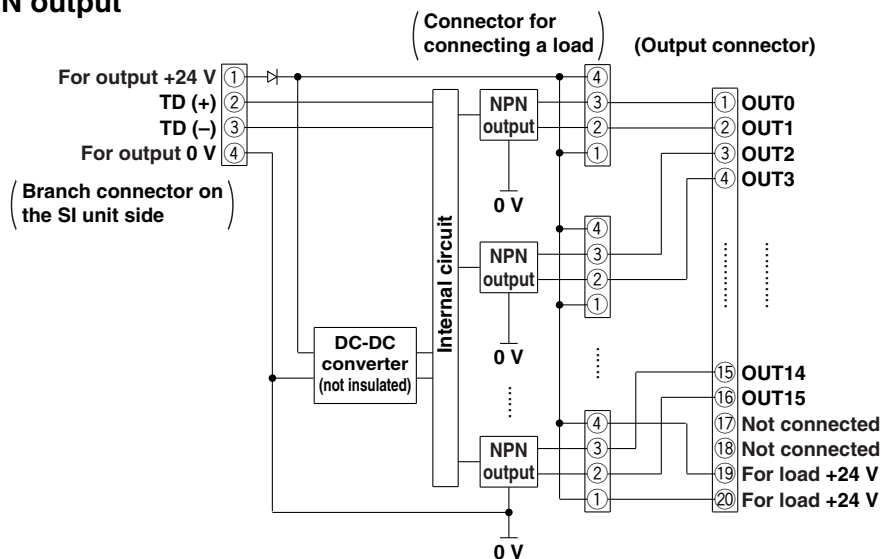 N output
Connector for
connecting a load
(Output connector)
For output +24 V ①
TD (+) ②
TD (–) ③
For output 0 V ④
Branch connector on
the SI unit side
Internal circuit
DC-DC
converter
(not insulated)
NPN
output
0 V
NPN
output
0 V
NPN
output
0 V
④
③
②
①
④
③
②
①
④
③
②
①
① OUT0
② OUT1
③ OUT2
④ OUT3
⑮ OUT14
⑯ OUT15
⑰ Not connected
⑱ Not connected
⑲ For load +24 V
⑳ For load +24 V